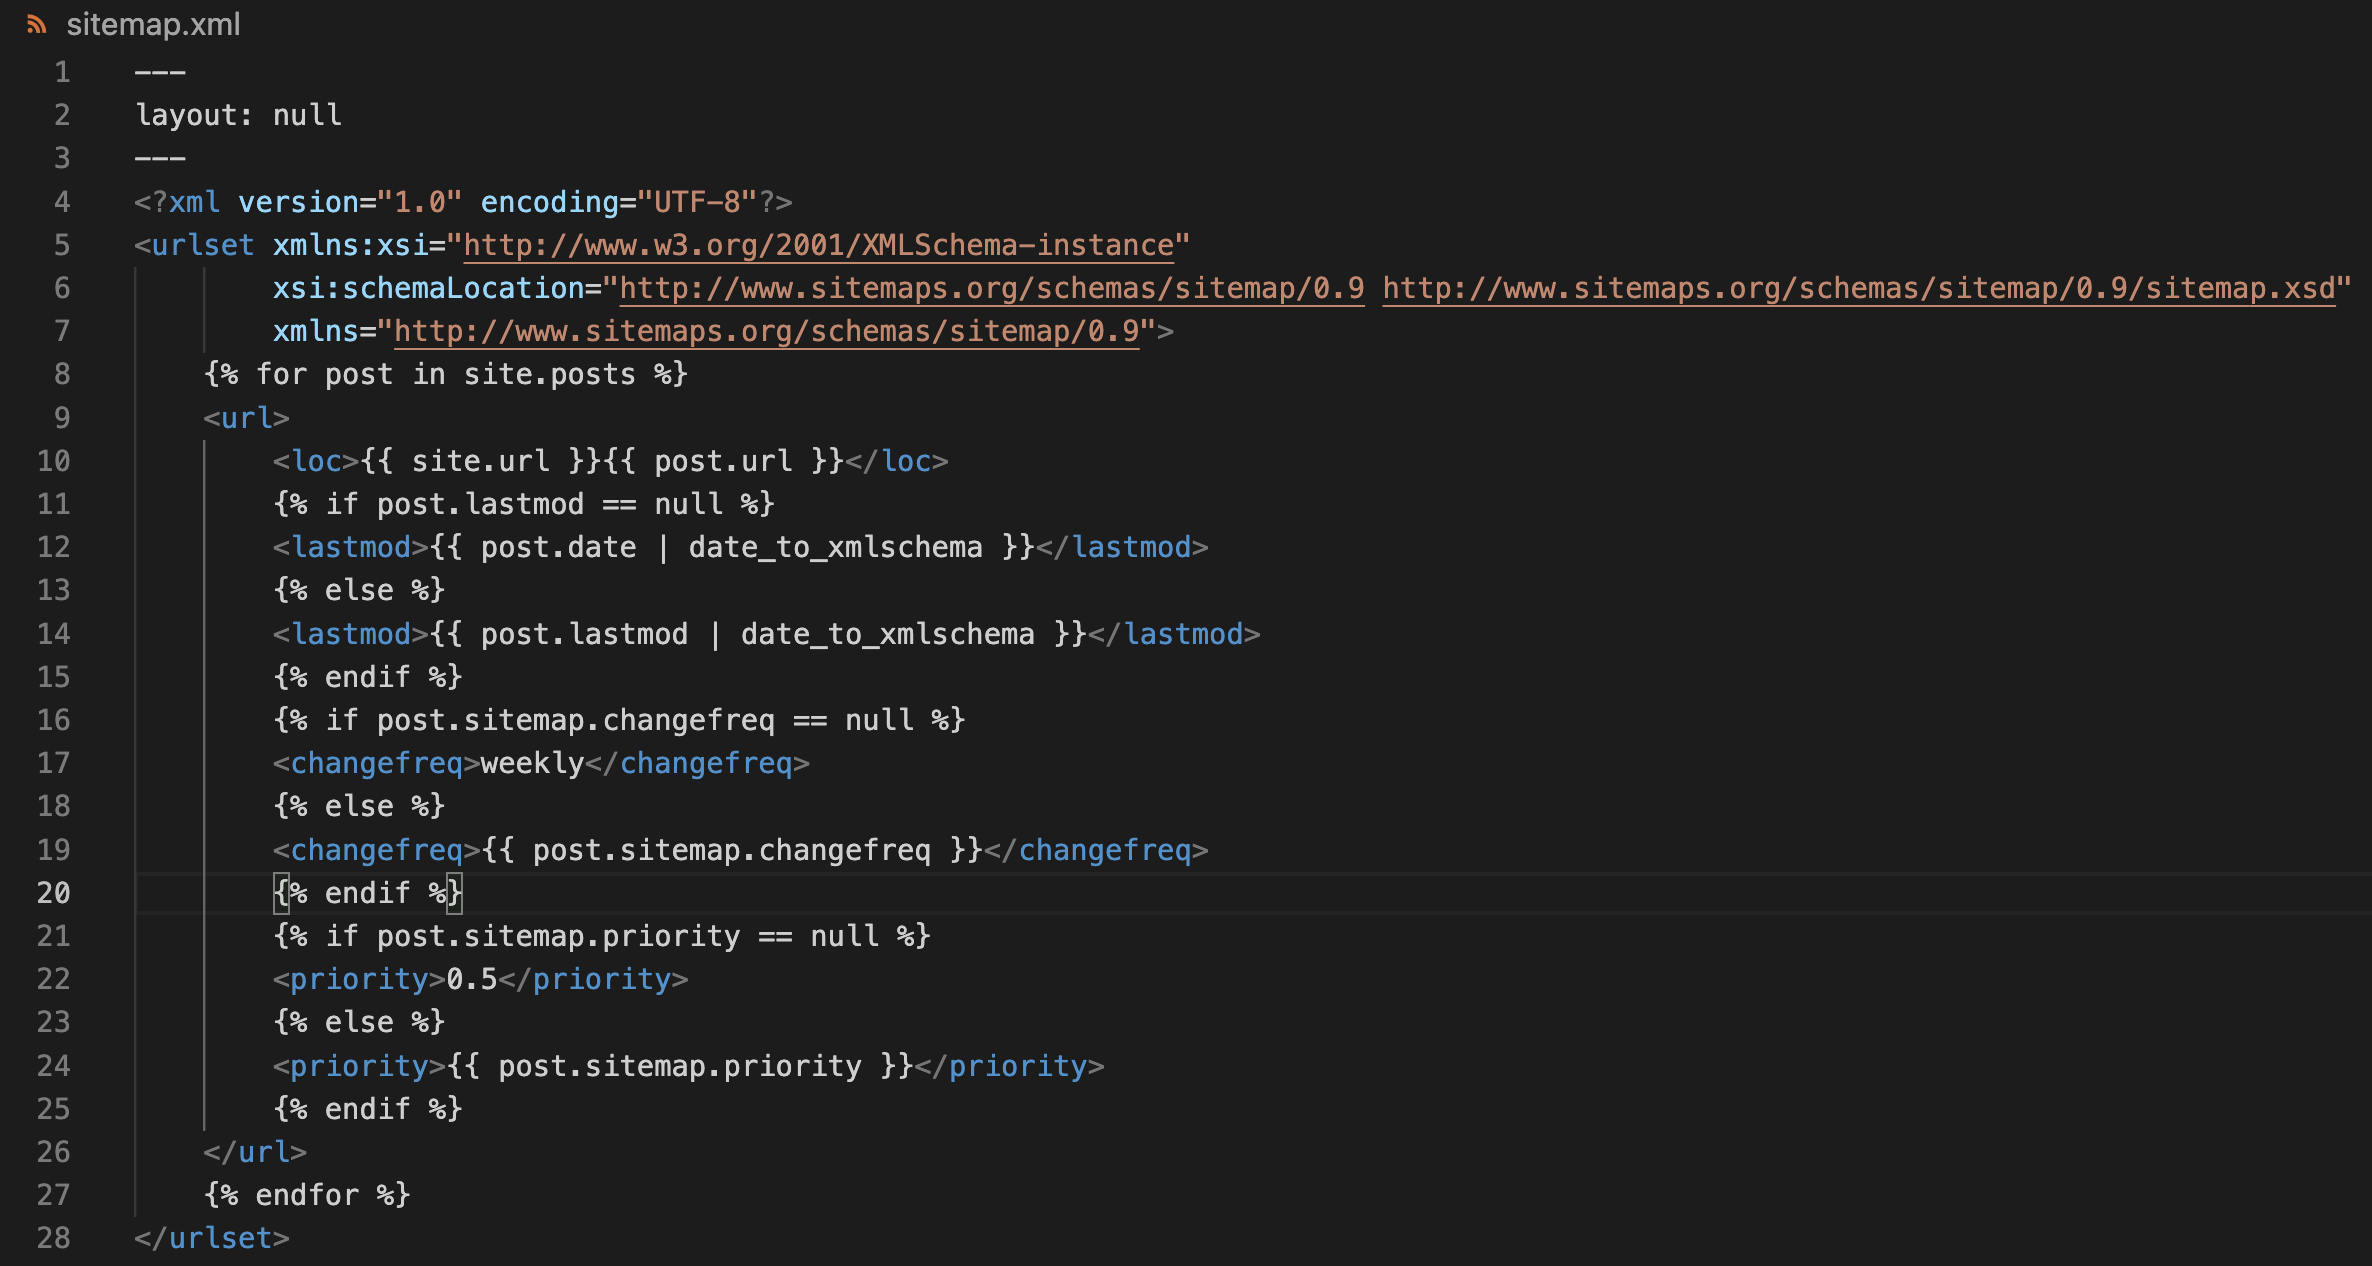 sitemap.xml
1 ---
2 layout: null
3 ---
4 <?xml version="1.0" encoding="UTF-8"?>
5 <urlset xmlns:xsi="http://www.w3.org/2001/XMLSchema-instance"
6         xsi:schemaLocation="http://www.sitemaps.org/schemas/sitemap/0.9 http://www.sitemaps.org/schemas/sitemap/0.9/sitemap.xsd"
7         xmlns="http://www.sitemaps.org/schemas/sitemap/0.9">
8     {% for post in site.posts %}
9     <url>
10         <loc>{{ site.url }}{{ post.url }}</loc>
11         {% if post.lastmod == null %}
12         <lastmod>{{ post.date | date_to_xmlschema }}</lastmod>
13         {% else %}
14         <lastmod>{{ post.lastmod | date_to_xmlschema }}</lastmod>
15         {% endif %}
16         {% if post.sitemap.changefreq == null %}
17         <changefreq>weekly</changefreq>
18         {% else %}
19         <changefreq>{{ post.sitemap.changefreq }}</changefreq>
20         {% endif %}
21         {% if post.sitemap.priority == null %}
22         <priority>0.5</priority>
23         {% else %}
24         <priority>{{ post.sitemap.priority }}</priority>
25         {% endif %}
26     </url>
27     {% endfor %}
28 </urlset>